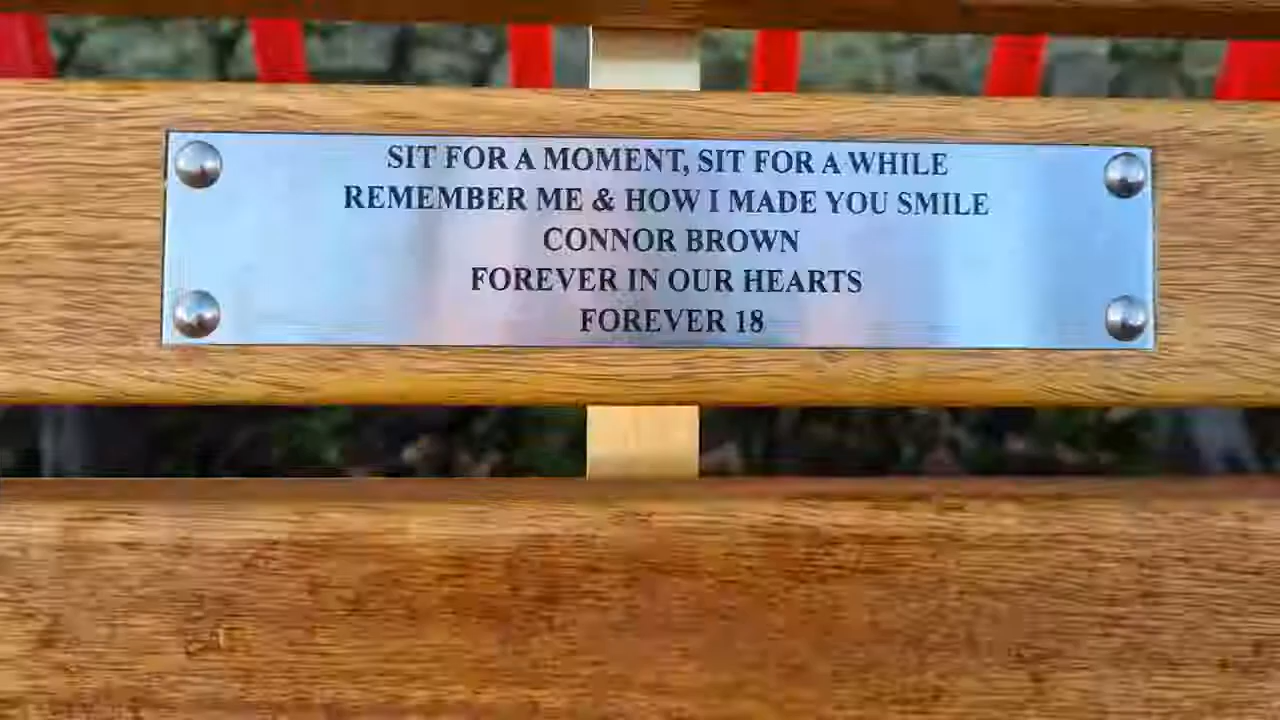 SIT FOR A MOMENT, SIT FOR A WHILE
REMEMBER ME & HOW I MADE YOU SMILE
CONNOR BROWN
FOREVER IN OUR HEARTS
FOREVER 18